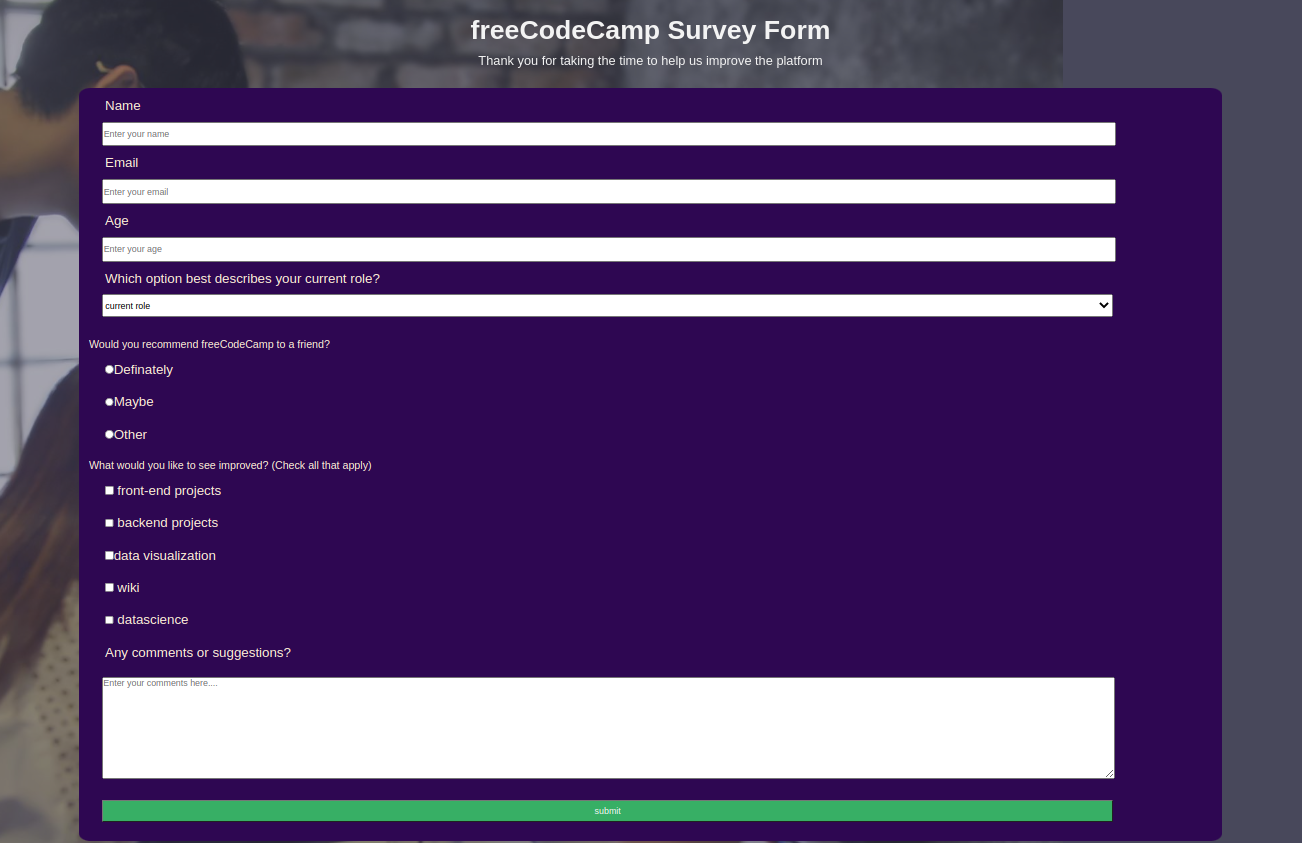 freeCodeCamp Survey Form
Thank you for taking the time to help us improve the platform
Name
Enter your name
Email
Enter your email
Age
Enter your age
Which option best describes your current role?
current role
Would you recommend freeCodeCamp to a friend?
Definately
Maybe
Other
What would you like to see improved? (Check all that apply)
front-end projects
backend projects
data visualization
wiki
datascience
Any comments or suggestions?
Enter your comments here....
submit